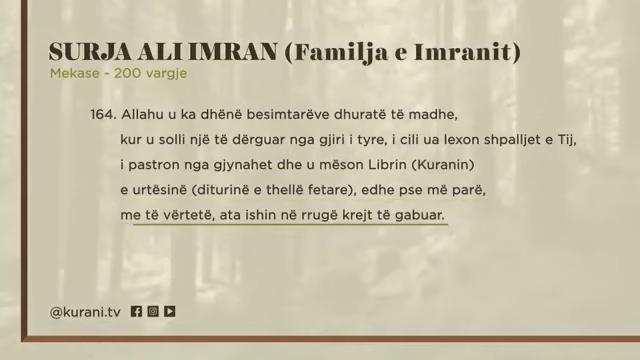 SURJA ALI IMRAN (Familja e Imranit)
Mekase - 200 vargje
164. Allahu u ka dhënë besimtarëve dhuratë të madhe,
kur u solli një të dërguar nga gjiri i tyre, i cili ua lexon shpalljet e Tij,
i pastron nga gjynahet dhe u mëson Librin (Kuranin)
e urtësinë (diturinë e thellë fetare), edhe pse më parë,
me të vërtetë, ata ishin në rrugë krejt të gabuar.
@kurani.tv